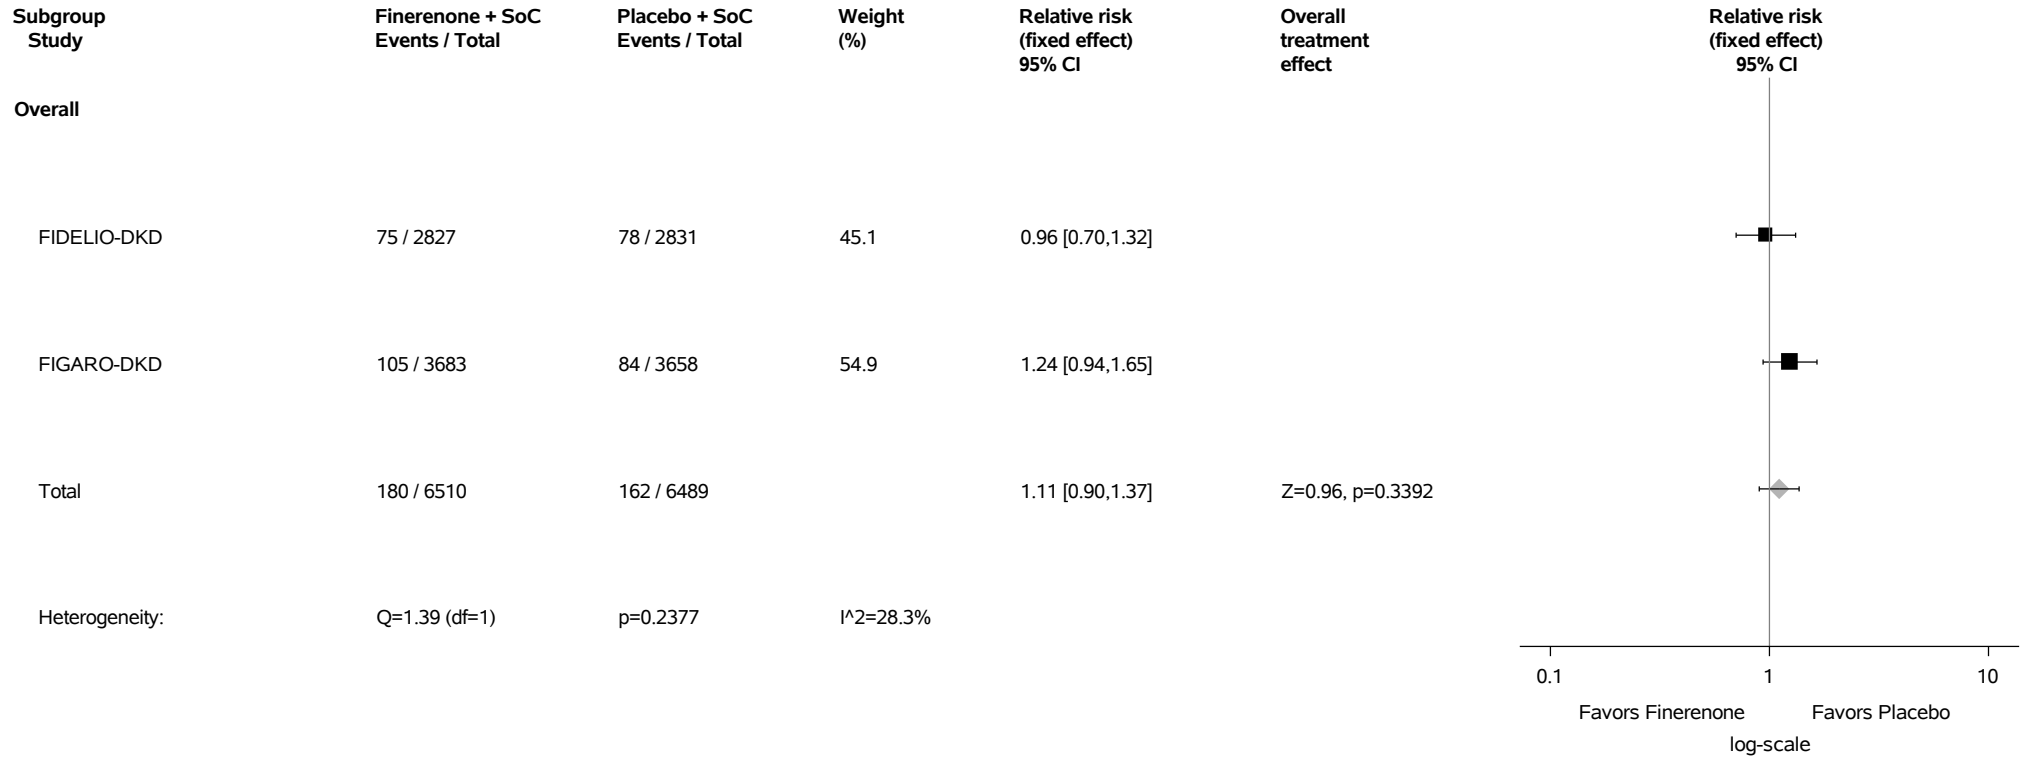 Subgroup Finerenone + SoC Placebo + SoC Weight Relative risk Overall Relative risk
Study Events / Total Events / Total (%) (fixed effect) treatment (fixed effect)
95% CI effect 95% CI
Overall
FIDELIO-DKD 75 / 2827 78 / 2831 45.1 0.96 [0.70,1.32]
FIGARO-DKD 105 / 3683 84 / 3658 54.9 1.24 [0.94,1.65]
Total 180 / 6510 162 / 6489 1.11 [0.90,1.37] Z=0.96, p=0.3392
Heterogeneity: Q=1.39 (df=1) p=0.2377 I^2=28.3%
0.1 1 10
Favors Finerenone Favors Placebo
log-scale